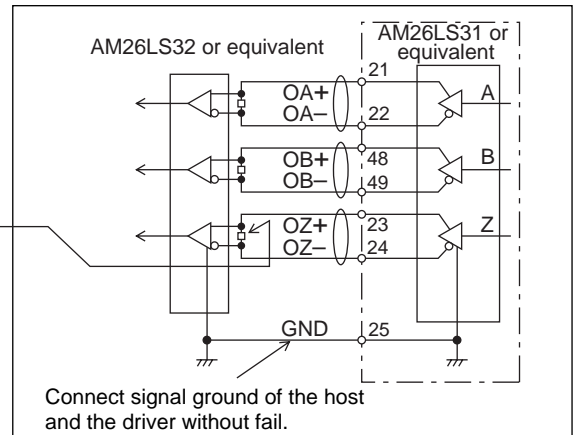 AM26LS32 or equivalent
AM26LS31 or
equivalent
21
OA+
OA−
22
A
OB+
OB−
48
49
B
OZ+
OZ−
23
24
Z
GND
25
Connect signal ground of the host
and the driver without fail.